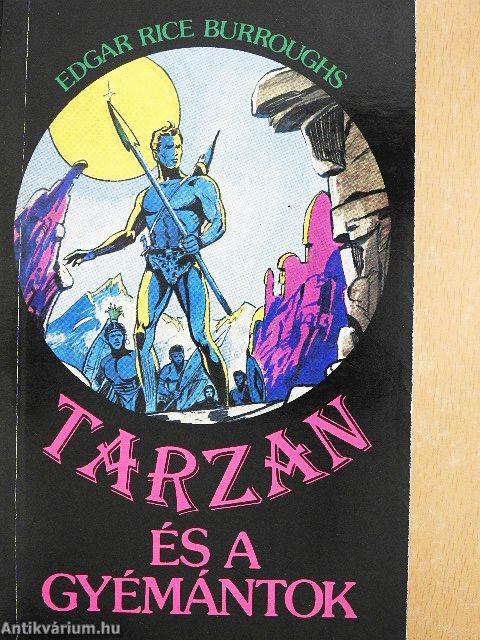 EDGAR RICE BURROUGHS
TARZAN
ÉS A
GYÉMÁNTOK
Antikvárium.hu